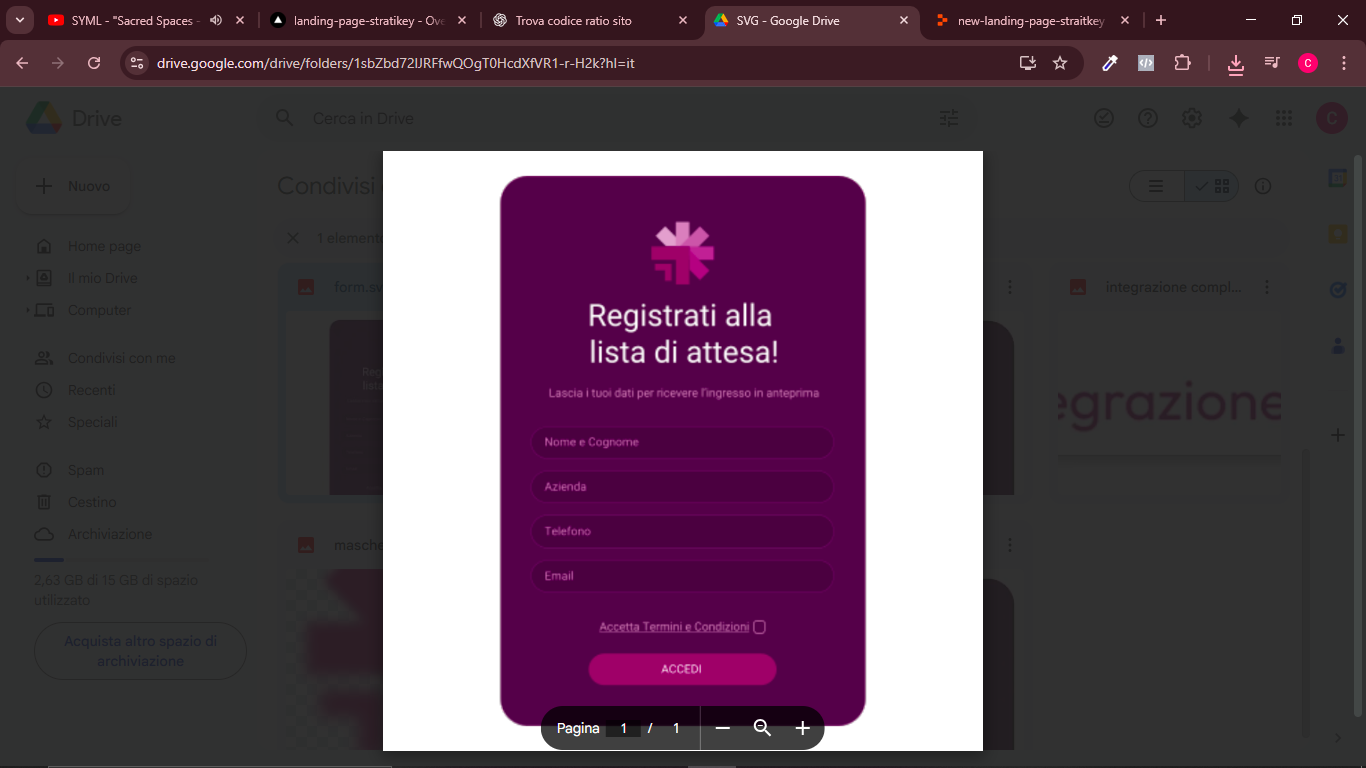 SYML - "Sacred Spaces -
landing-page-stratikey - Ove
Trova codice ratio sito
SVG - Google Drive
new-landing-page-straitkey
drive.google.com/drive/folders/1sbZbd72IJRFfwQOgT0HcdXfVR1-r-H2k?hl=it
C
Drive
Cerca in Drive
C
Nuovo
Condivisi
1 elemento
Home page
Il mio Drive
Computer
Condivisi con me
Recenti
Speciali
Spam
Cestino
Archiviazione
2,63 GB di 15 GB di spazio
utilizzato
Acquista altro spazio di
archiviazione
form.sv
integrazione compl...
egrazione
masche
Registrati alla
lista di attesa!
Lascia i tuoi dati per ricevere l'ingresso in anteprima
Nome e Cognome
Azienda
Telefono
Email
Accetta Termini e Condizioni
ACCEDI
Pagina 1 / 1